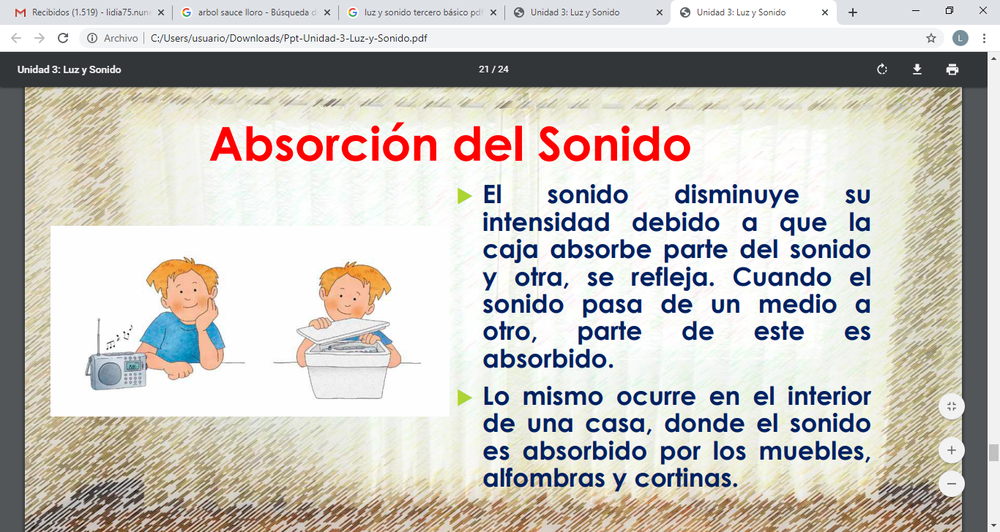 Recibidos (1.519) - lidia75.nune
arbol sauce lloro - Búsqueda d
luz y sonido tercero básico pdf
Unidad 3: Luz y Sonido
Unidad 3: Luz y Sonido
Archivo
C:/Users/usuario/Downloads/Ppt-Unidad-3-Luz-y-Sonido.pdf
L
Unidad 3: Luz y Sonido
21 / 24
Absorción del Sonido
El sonido disminuye su
intensidad debido a que la
caja absorbe parte del sonido
y otra, se refleja. Cuando el
sonido pasa de un medio a
otro, parte de este es
absorbido.
Lo mismo ocurre en el interior
de una casa, donde el sonido
es absorbido por los muebles,
alfombras y cortinas.